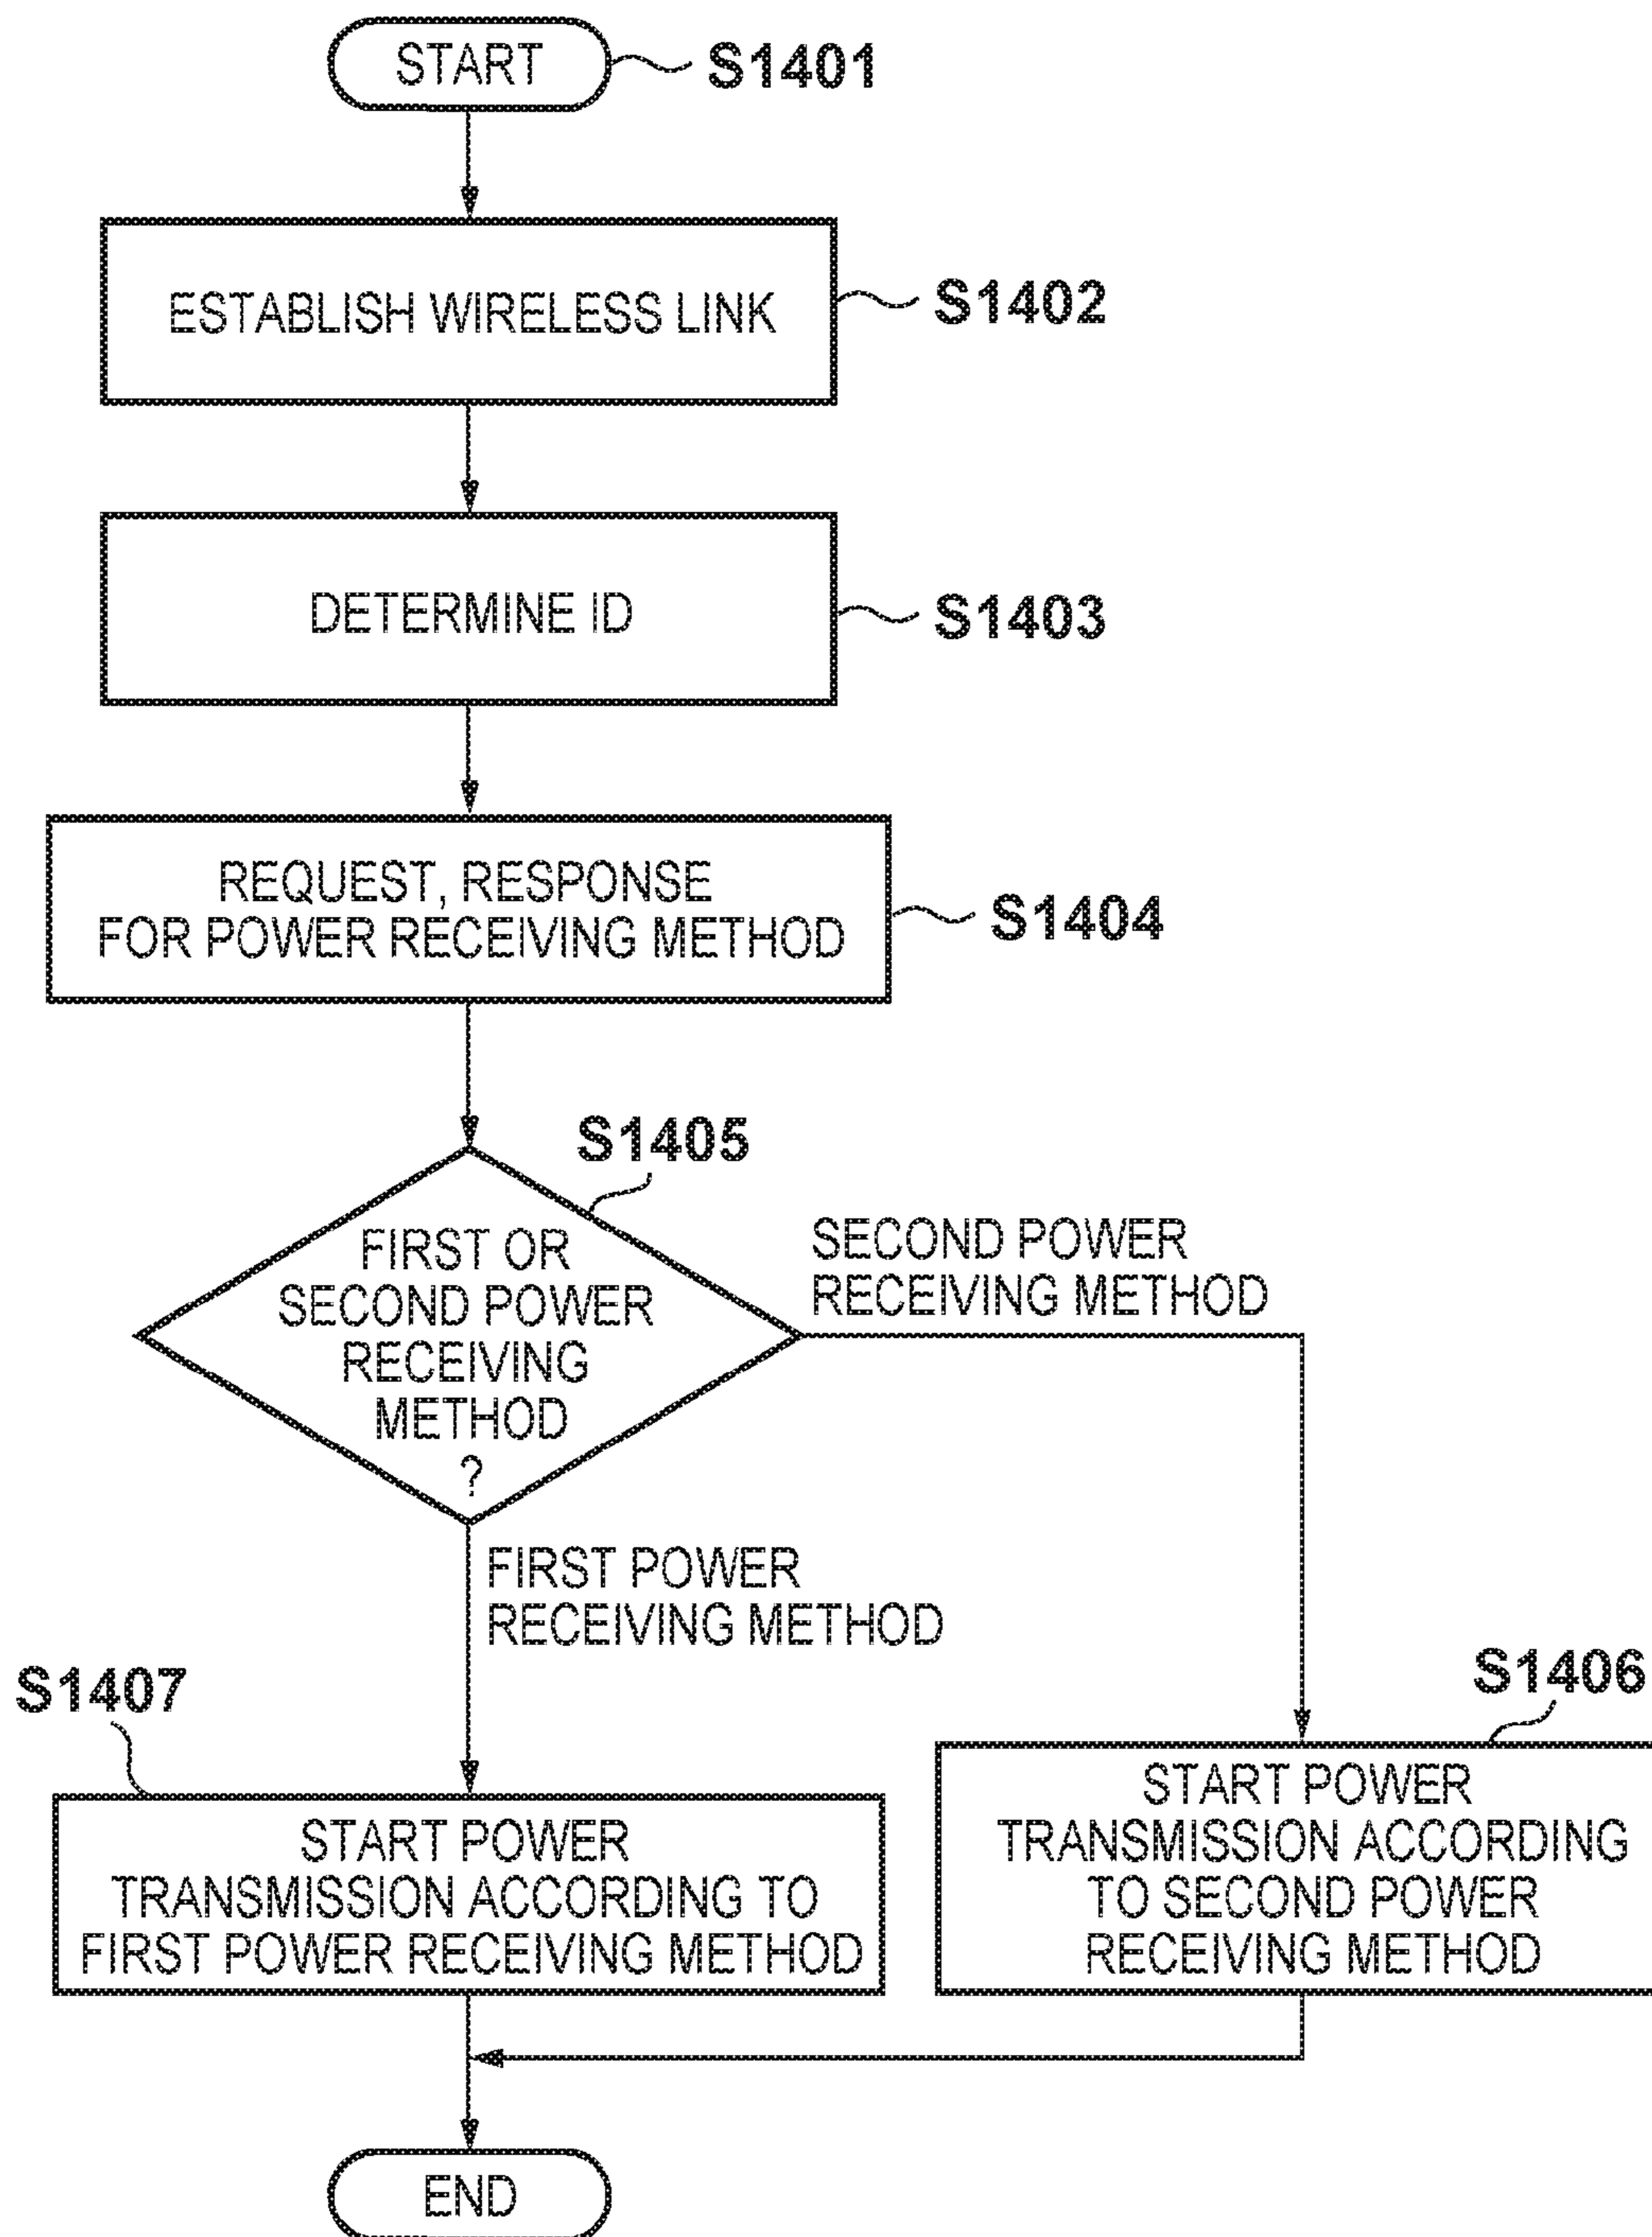 START
S1401
ESTABLISH WIRELESS LINK
S1402
DETERMINE ID
S1403
REQUEST, RESPONSE
FOR POWER RECEIVING METHOD
S1404
S1405
FIRST OR
SECOND POWER
RECEIVING
METHOD
?
SECOND POWER
RECEIVING METHOD
FIRST POWER
RECEIVING METHOD
S1407
START POWER
TRANSMISSION ACCORDING TO
FIRST POWER RECEIVING METHOD
S1406
START POWER
TRANSMISSION ACCORDING
TO SECOND POWER
RECEIVING METHOD
END